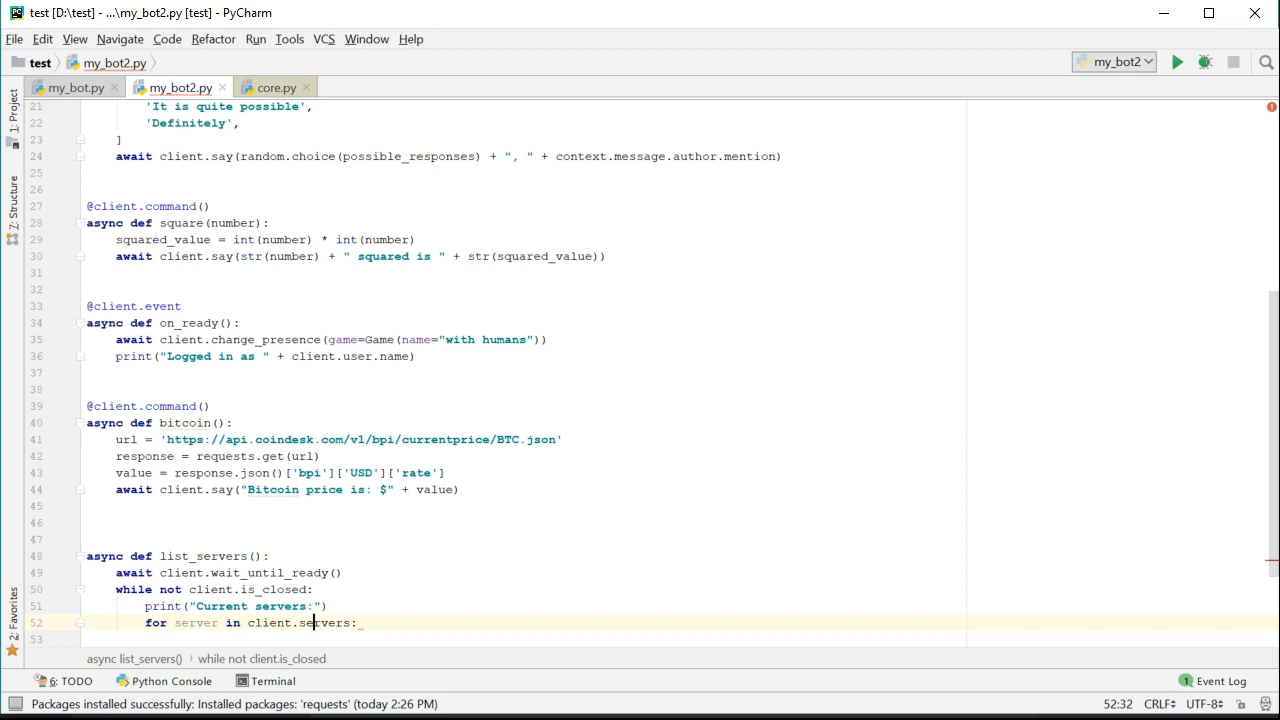 test [D:\test] - ...\my_bot2.py [test] - PyCharm
File Edit View Navigate Code Refactor Run Tools VCS Window Help
test my_bot2.py my_bot2
my_bot.py my_bot2.py core.py
1: Project
7: Structure
2: Favorites
21 'It is quite possible',
22 'Definitely',
23 ]
24 await client.say(random.choice(possible_responses) + ", " + context.message.author.mention)
25
26
27 @client.command()
28 async def square(number):
29 squared_value = int(number) * int(number)
30 await client.say(str(number) + " squared is " + str(squared_value))
31
32
33 @client.event
34 async def on_ready():
35 await client.change_presence(game=Game(name="with humans"))
36 print("Logged in as " + client.user.name)
37
38
39 @client.command()
40 async def bitcoin():
41 url = 'https://api.coindesk.com/v1/bpi/currentprice/BTC.json'
42 response = requests.get(url)
43 value = response.json()['bpi']['USD']['rate']
44 await client.say("Bitcoin price is: $" + value)
45
46
47
48 async def list_servers():
49 await client.wait_until_ready()
50 while not client.is_closed:
51 print("Current servers:")
52 for server in client.servers:
53
async list_servers() › while not client.is_closed
6: TODO Python Console Terminal 1 Event Log
Packages installed successfully: Installed packages: 'requests' (today 2:26 PM) 52:32 CRLF UTF-8